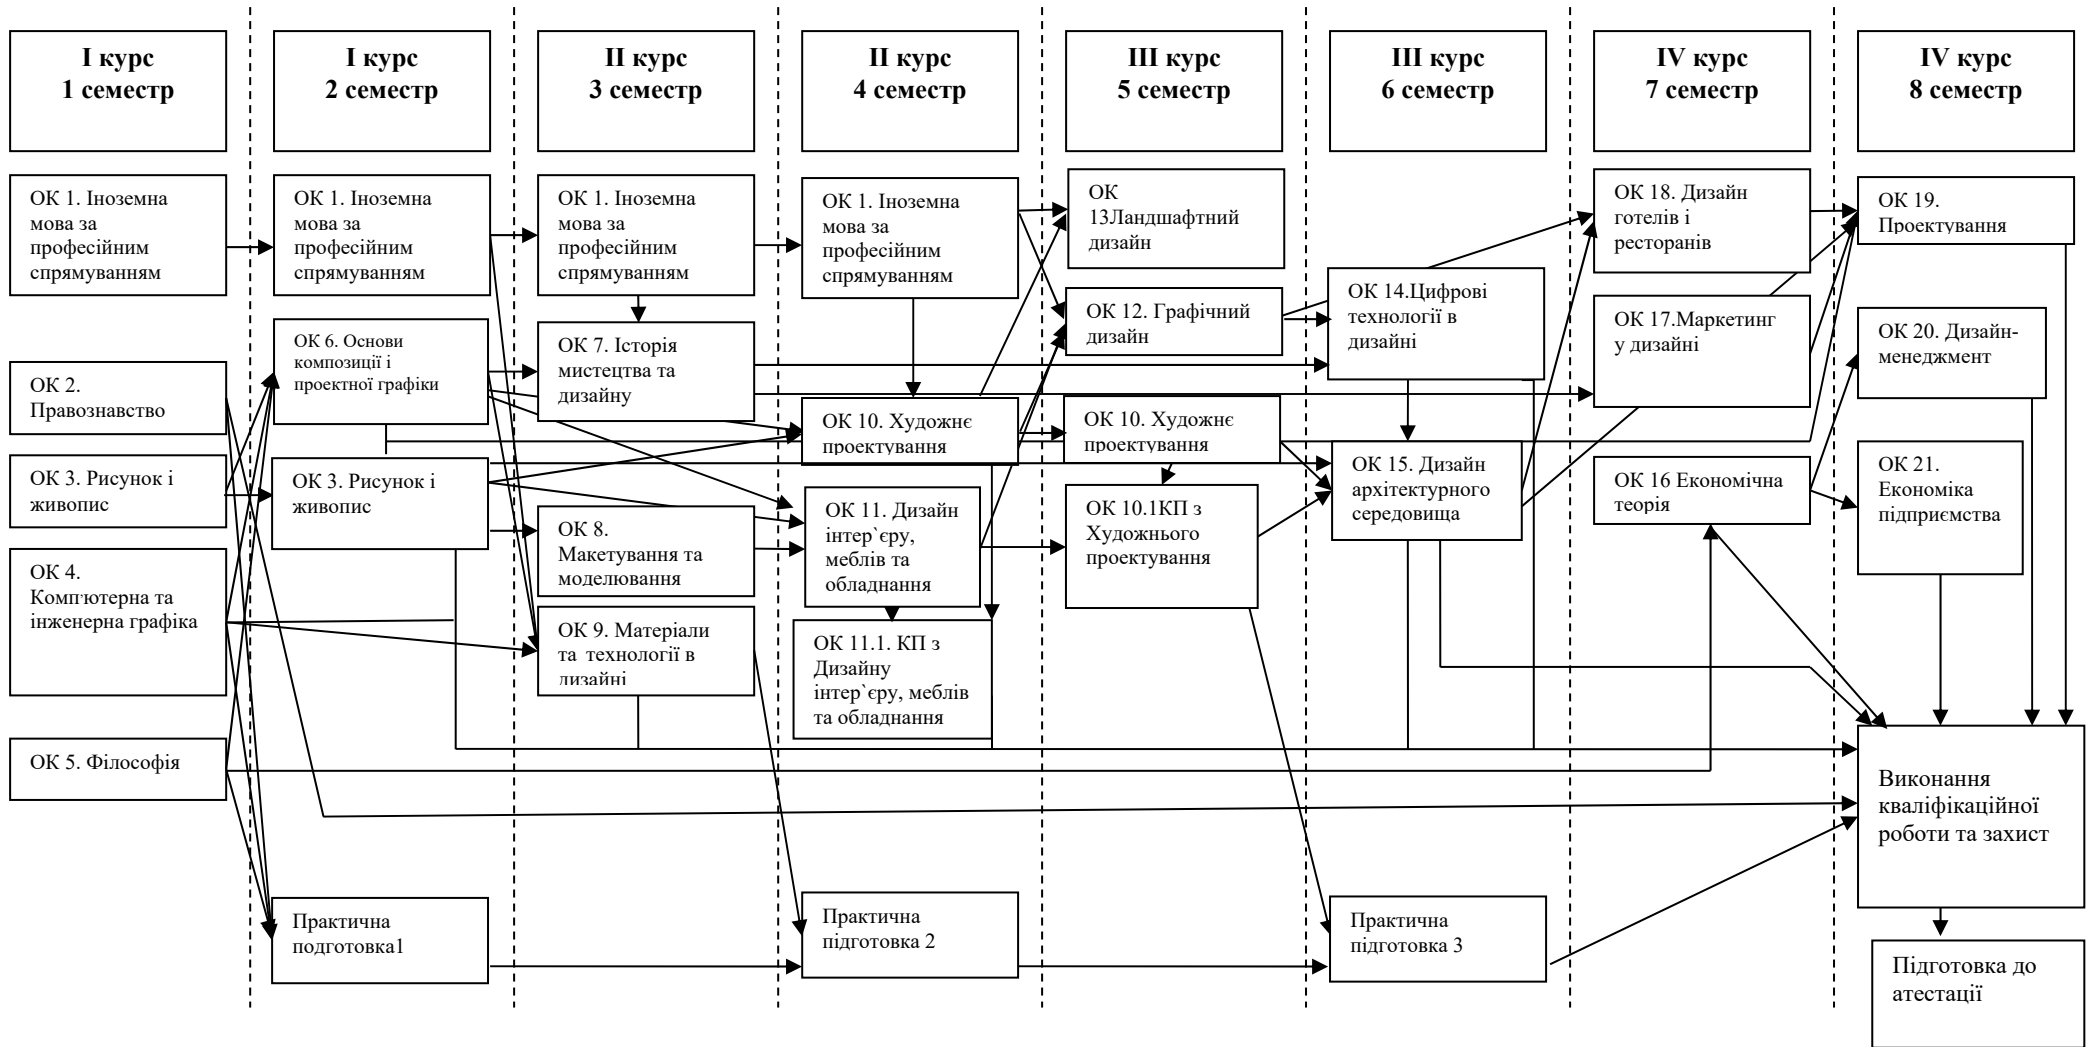 І курс
1 семестр
І курс
2 семестр
ІІ курс
3 семестр
ІІ курс
4 семестр
ІІІ курс
5 семестр
ІІІ курс
6 семестр
IV курс
7 семестр
IV курс
8 семестр
ОК 1. Іноземна
мова за
професійним
спрямуванням
ОК 2.
Правознавство
ОК 3. Рисунок і
живопис
ОК 4.
Комп'ютерна та
інженерна графіка
ОК 5. Філософія
ОК 1. Іноземна
мова за
професійним
спрямуванням
ОК 6. Основи
композиції і
проектної графіки
ОК 3. Рисунок і
живопис
Практична
подготовка1
ОК 1. Іноземна
мова за
професійним
спрямуванням
ОК 7. Історія
мистецтва та
дизайну
ОК 8.
Макетування та
моделювання
ОК 9. Матеріали
та технології в
дизайні
ОК 1. Іноземна
мова за
професійним
спрямуванням
ОК 10. Художнє
проектування
ОК 11. Дизайн
інтер`єру,
меблів та
обладнання
ОК 11.1. КП з
Дизайну
інтер`єру, меблів
та обладнання
Практична
підготовка 2
ОК
13Ландшафтний
дизайн
ОК 12. Графічний
дизайн
ОК 10. Художнє
проектування
ОК 10.1КП з
Художнього
проектування
ОК 14.Цифрові
технології в
дизайні
ОК 15. Дизайн
архітектурного
середовища
Практична
підготовка 3
ОК 18. Дизайн
готелів і
ресторанів
ОК 17.Маркетинг
у дизайні
ОК 16 Економічна
теорія
ОК 19.
Проектування
ОК 20. Дизайн-
менеджмент
ОК 21.
Економіка
підприємства
Виконання
кваліфікаційної
роботи та захист
Підготовка до
атестації